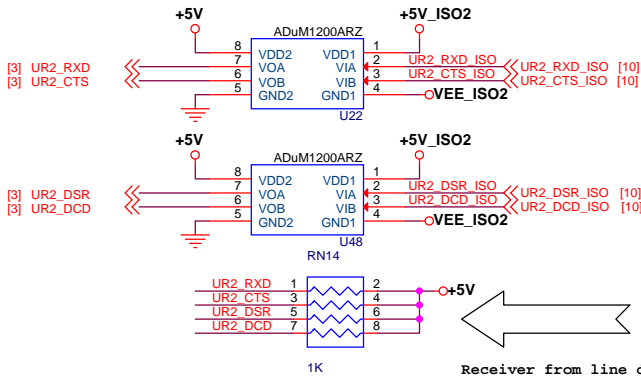 +5V +5V_ISO2
ADuM1200ARZ
8 VDD2 VDD1 1
[3] UR2_RXD 7 VOA VIA 2 UR2_RXD_ISO UR2_RXD_ISO [10]
[3] UR2_CTS 6 VOB VIB 3 UR2_CTS_ISO UR2_CTS_ISO [10]
5 GND2 GND1 4 VEE_ISO2
U22
+5V +5V_ISO2
ADuM1200ARZ
8 VDD2 VDD1 1
[3] UR2_DSR 7 VOA VIA 2 UR2_DSR_ISO UR2_DSR_ISO [10]
[3] UR2_DCD 6 VOB VIB 3 UR2_DCD_ISO UR2_DCD_ISO [10]
5 GND2 GND1 4 VEE_ISO2
U48
RN14
UR2_RXD 1 2 +5V
UR2_CTS 3 4
UR2_DSR 5 6
UR2_DCD 7 8
1K
Receiver from line